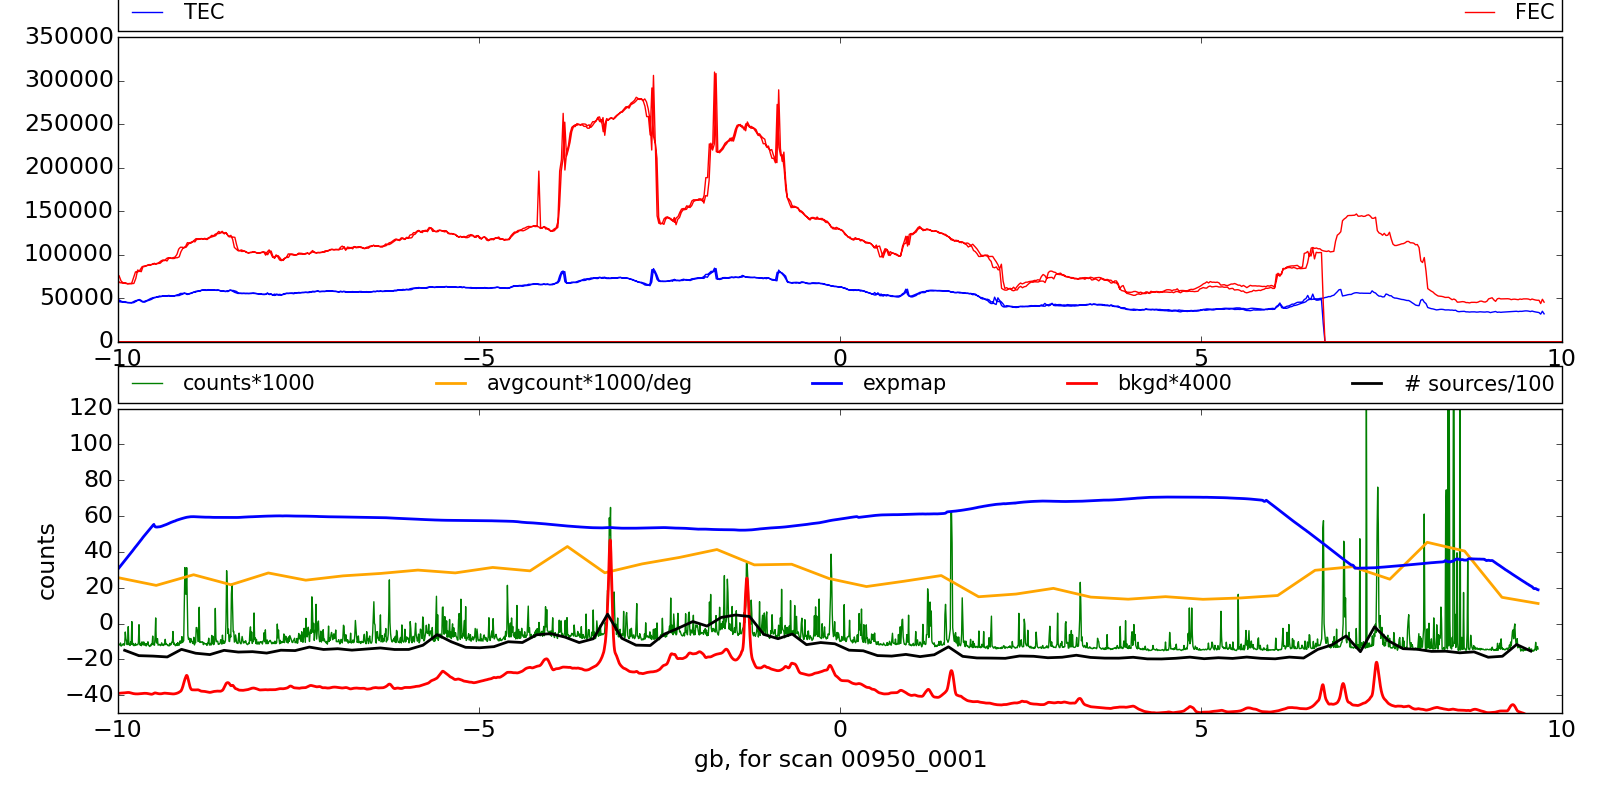 TEC FEC
350000
300000
250000
200000
150000
100000
50000
0
−10 −5 0 5 10
counts*1000 avgcount*1000/deg expmap bkgd*4000 # sources/100
120
100
80
60
40
20
0
−20
−40
counts
−10 −5 0 5 10
gb, for scan 00950_0001